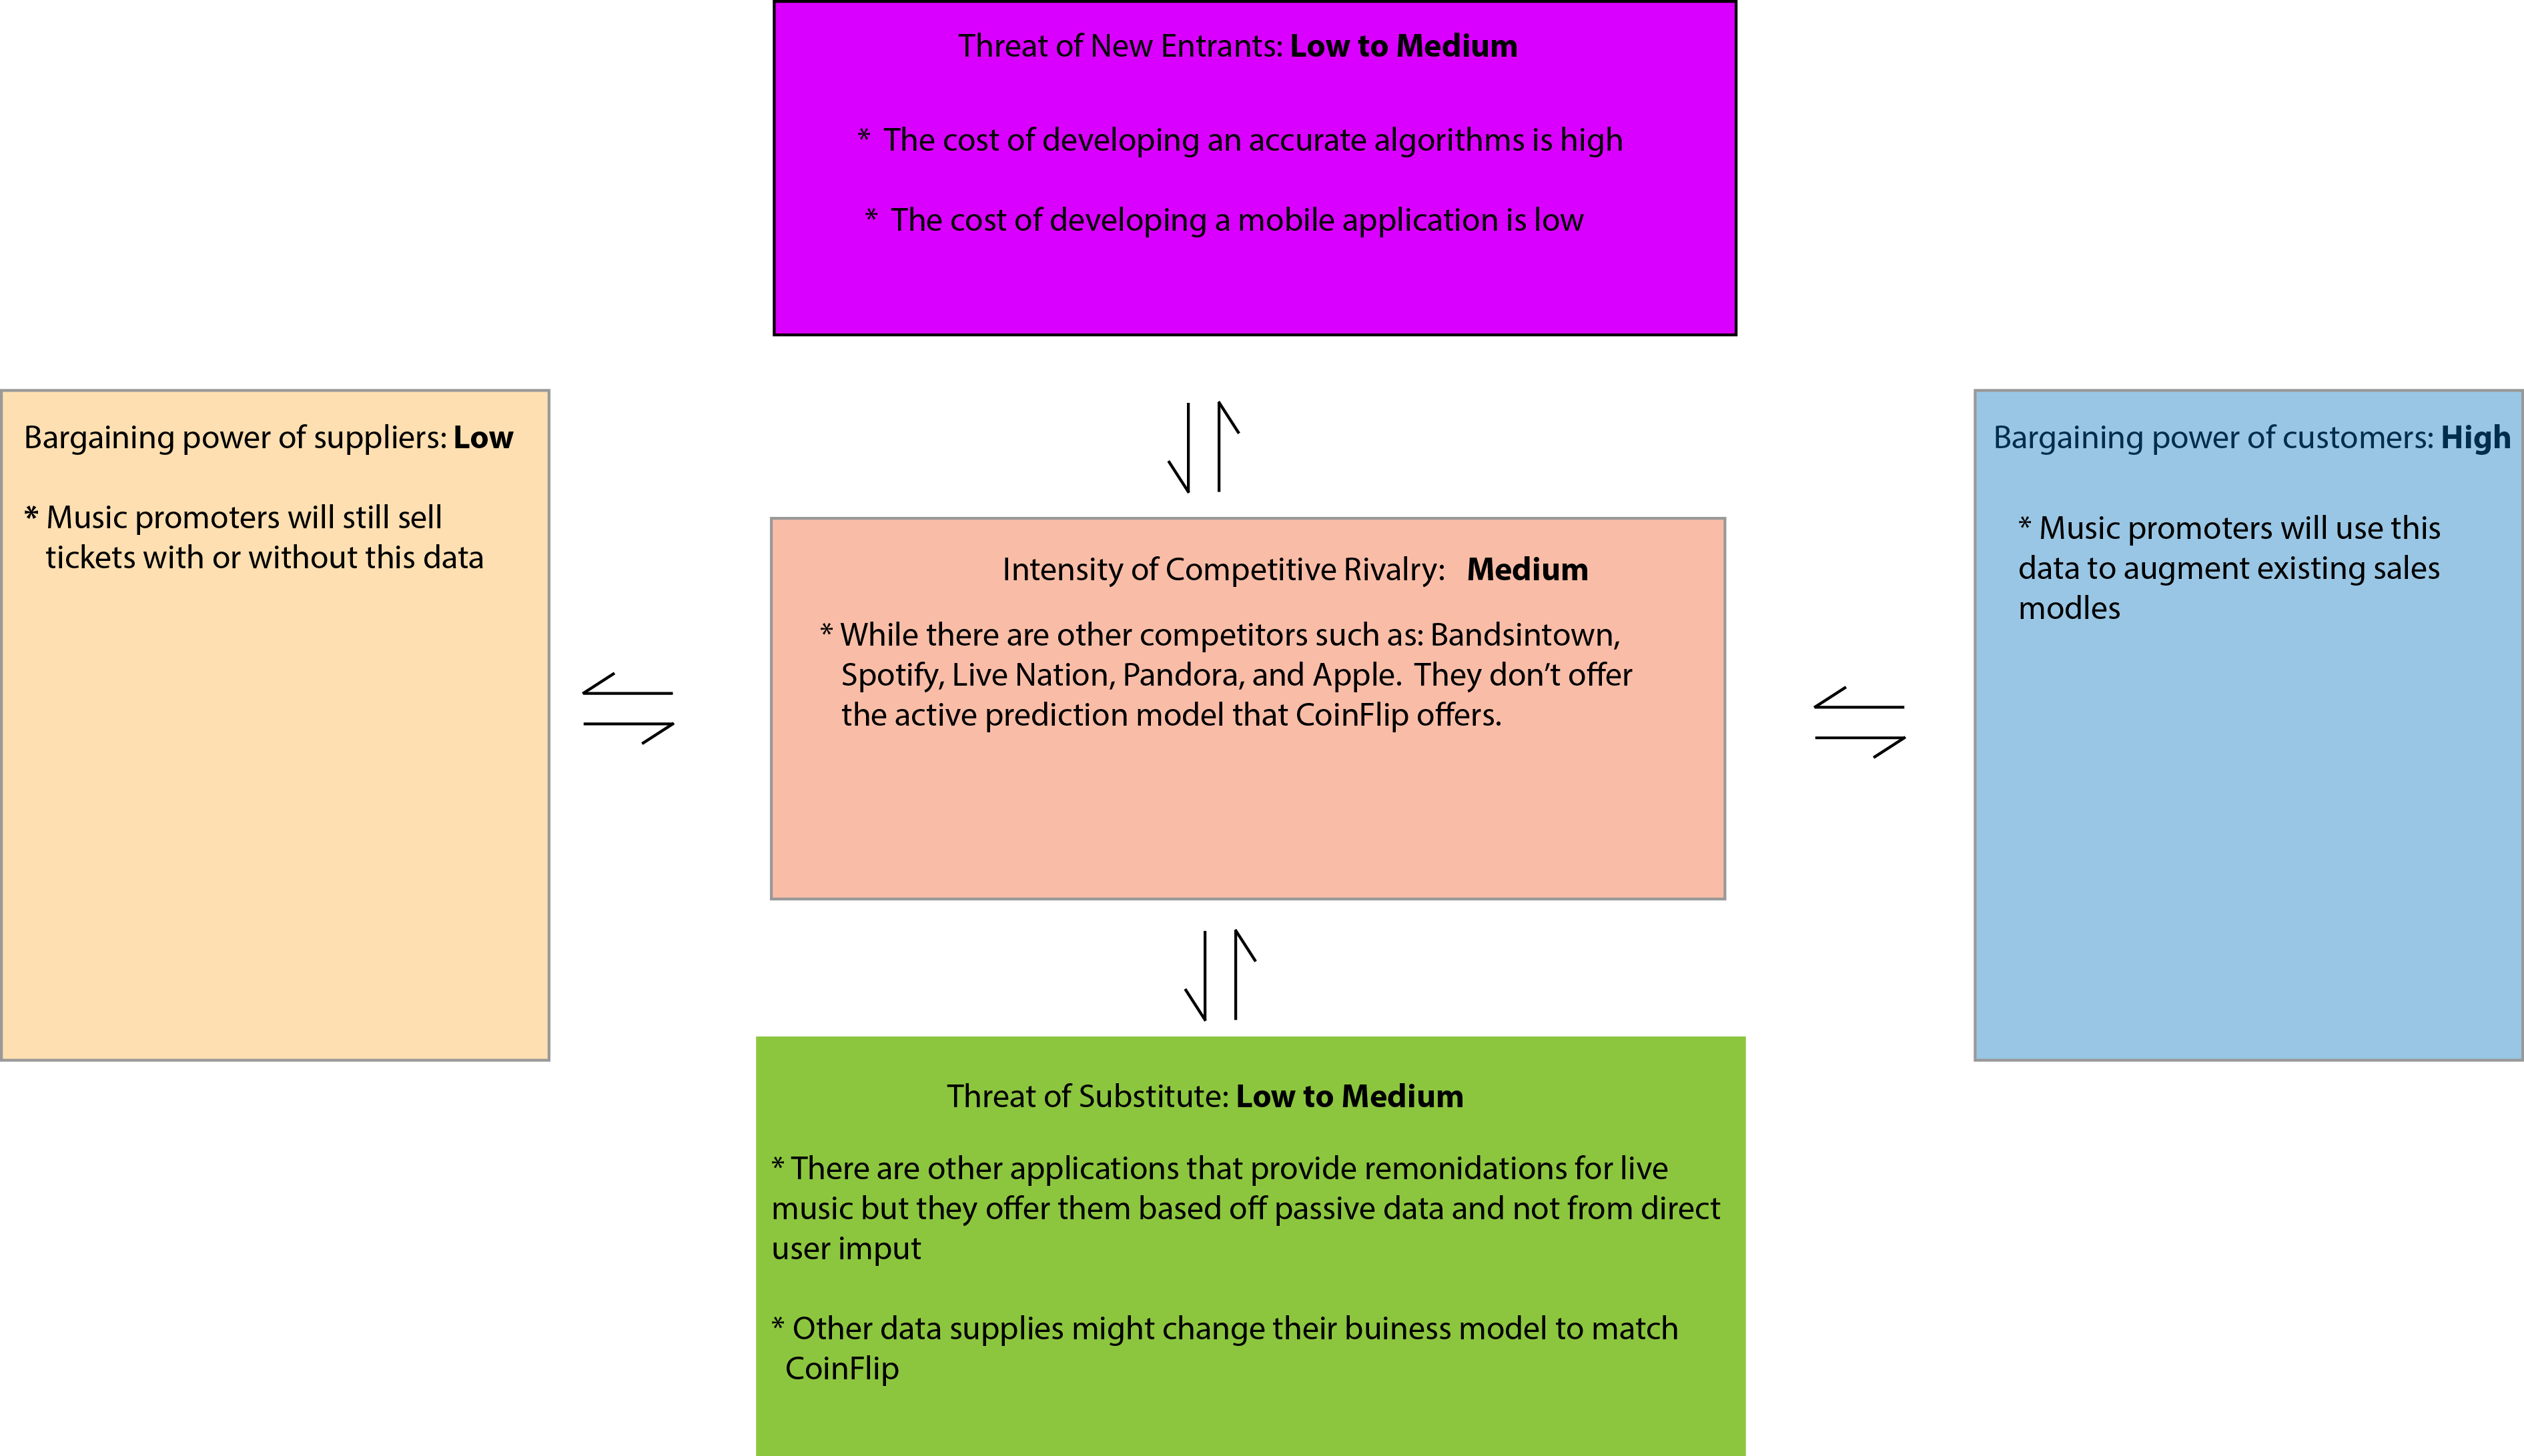 Threat of New Entrants: Low to Medium
* The cost of developing an accurate algorithms is high
* The cost of developing a mobile application is low
Bargaining power of suppliers: Low
* Music promoters will still sell
tickets with or without this data
Intensity of Competitive Rivalry: Medium
* While there are other competitors such as: Bandsintown,
Spotify, Live Nation, Pandora, and Apple. They don’t offer
the active prediction model that CoinFlip offers.
Bargaining power of customers: High
* Music promoters will use this
data to augment existing sales
modles
Threat of Substitute: Low to Medium
* There are other applications that provide remonidations for live
music but they offer them based off passive data and not from direct
user imput
* Other data supplies might change their buiness model to match
CoinFlip